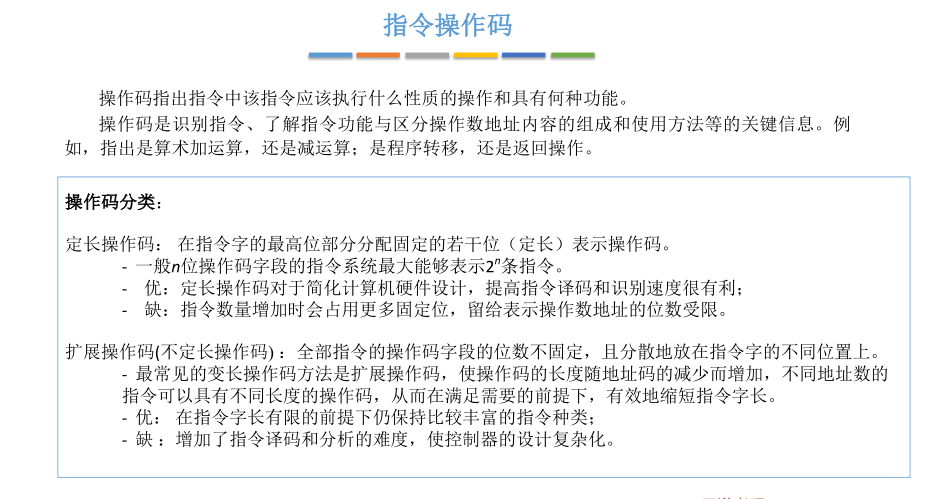 指令操作码
操作码指出指令中该指令应该执行什么性质的操作和具有何种功能。
操作码是识别指令、了解指令功能与区分操作数地址内容的组成和使用方法等的关键信息。例
如，指出是算术加运算，还是减运算；是程序转移，还是返回操作。
操作码分类：
定长操作码： 在指令字的最高位部分分配固定的若干位（定长）表示操作码。
- 一般n位操作码字段的指令系统最大能够表示2ⁿ条指令。
- 优：定长操作码对于简化计算机硬件设计，提高指令译码和识别速度很有利；
- 缺：指令数量增加时会占用更多固定位，留给表示操作数地址的位数受限。
扩展操作码(不定长操作码)：全部指令的操作码字段的位数不固定，且分散地放在指令字的不同位置上。
- 最常见的变长操作码方法是扩展操作码，使操作码的长度随地址码的减少而增加，不同地址数的
指令可以具有不同长度的操作码，从而在满足需要的前提下，有效地缩短指令字长。
- 优： 在指令字长有限的前提下仍保持比较丰富的指令种类；
- 缺 ：增加了指令译码和分析的难度，使控制器的设计复杂化。